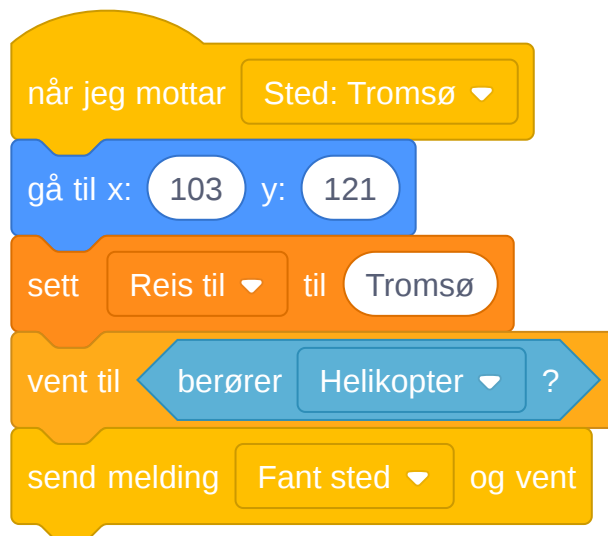 når jeg mottar Sted: Tromsø
gå til x: 103 y: 121
sett Reis til til Tromsø
vent til berører Helikopter ?
send melding Fant sted og vent